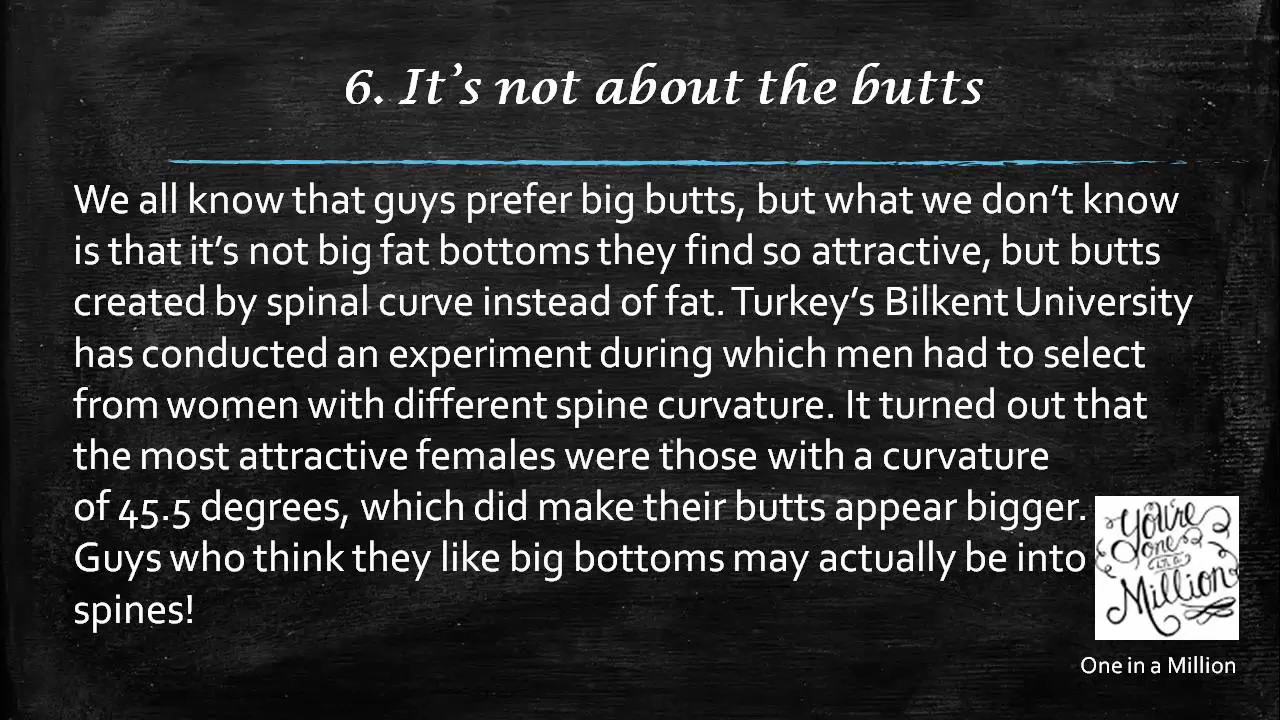 6. It’s not about the butts
We all know that guys prefer big butts, but what we don’t know
is that it’s not big fat bottoms they find so attractive, but butts
created by spinal curve instead of fat. Turkey’s Bilkent University
has conducted an experiment during which men had to select
from women with different spine curvature. It turned out that
the most attractive females were those with a curvature
of 45.5 degrees, which did make their butts appear bigger.
Guys who think they like big bottoms may actually be into
spines!
You're
one
in a
Million
One in a Million